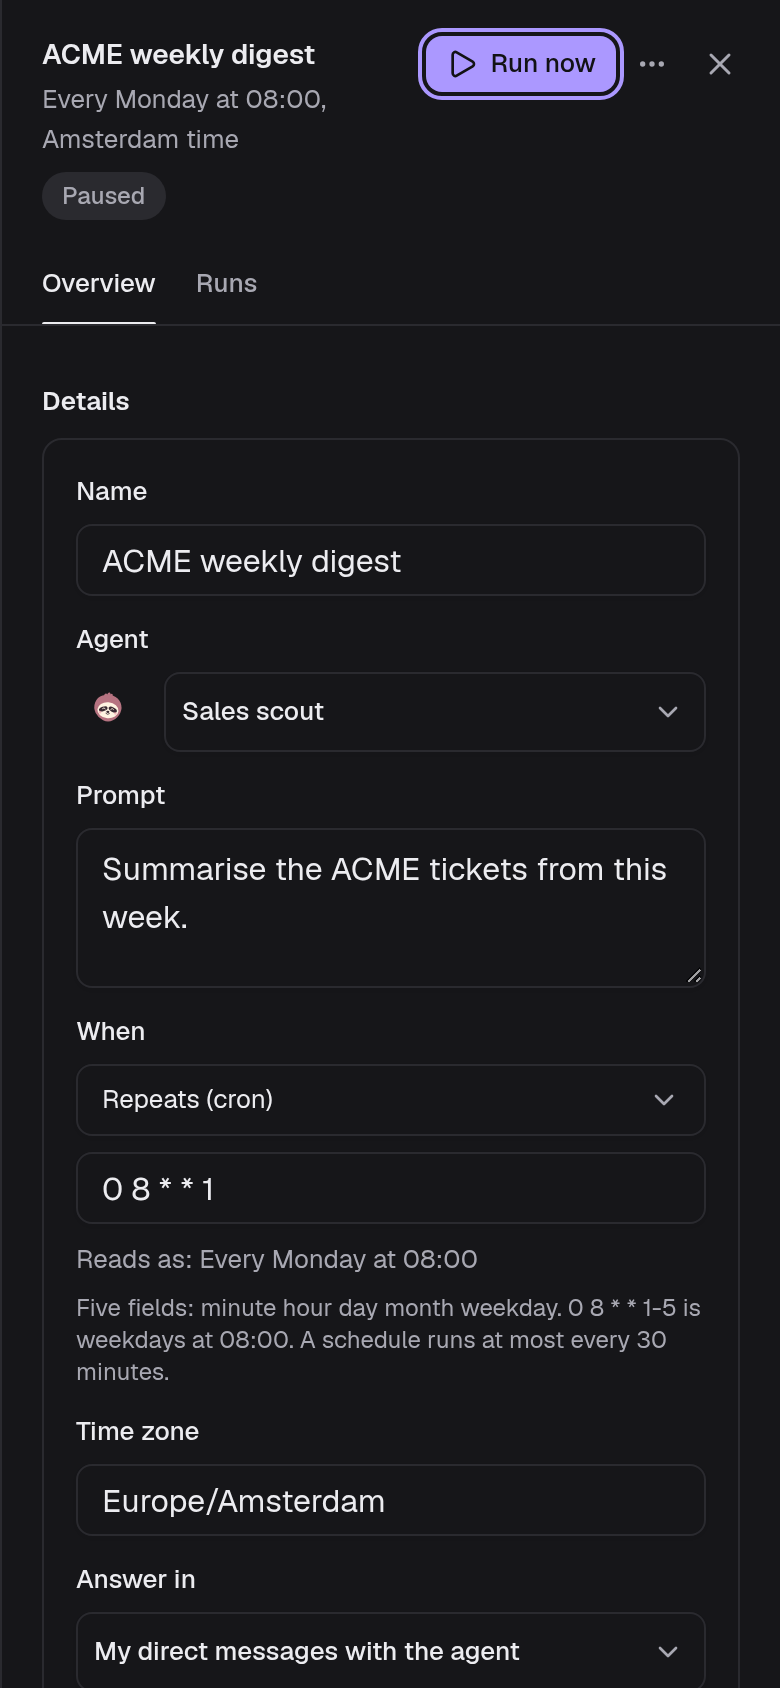 ACME weekly digest
Run now
Every Monday at 08:00,
Amsterdam time
Paused
Overview
Runs
Details
Name
ACME weekly digest
Agent
Sales scout
Prompt
Summarise the ACME tickets from this
week.
When
Repeats (cron)
0 8 * * 1
Reads as: Every Monday at 08:00
Five fields: minute hour day month weekday. 0 8 * * 1-5 is
weekdays at 08:00. A schedule runs at most every 30
minutes.
Time zone
Europe/Amsterdam
Answer in
My direct messages with the agent